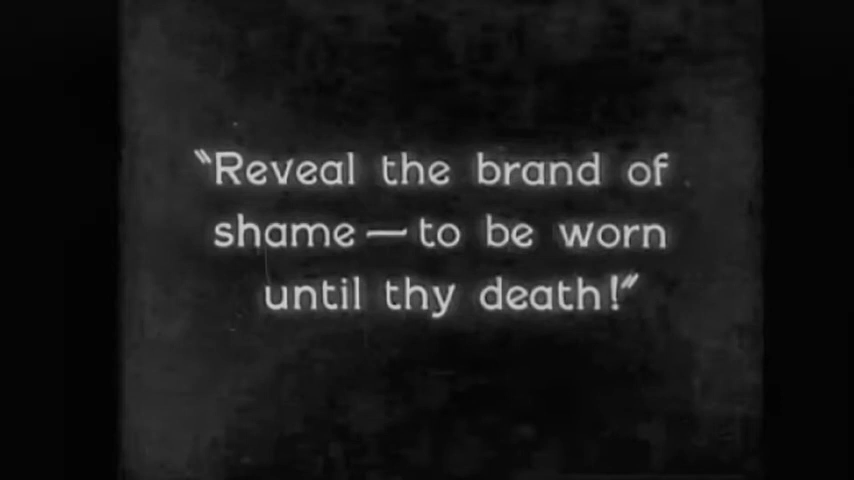 "Reveal the brand of
shame — to be worn
until thy death!"